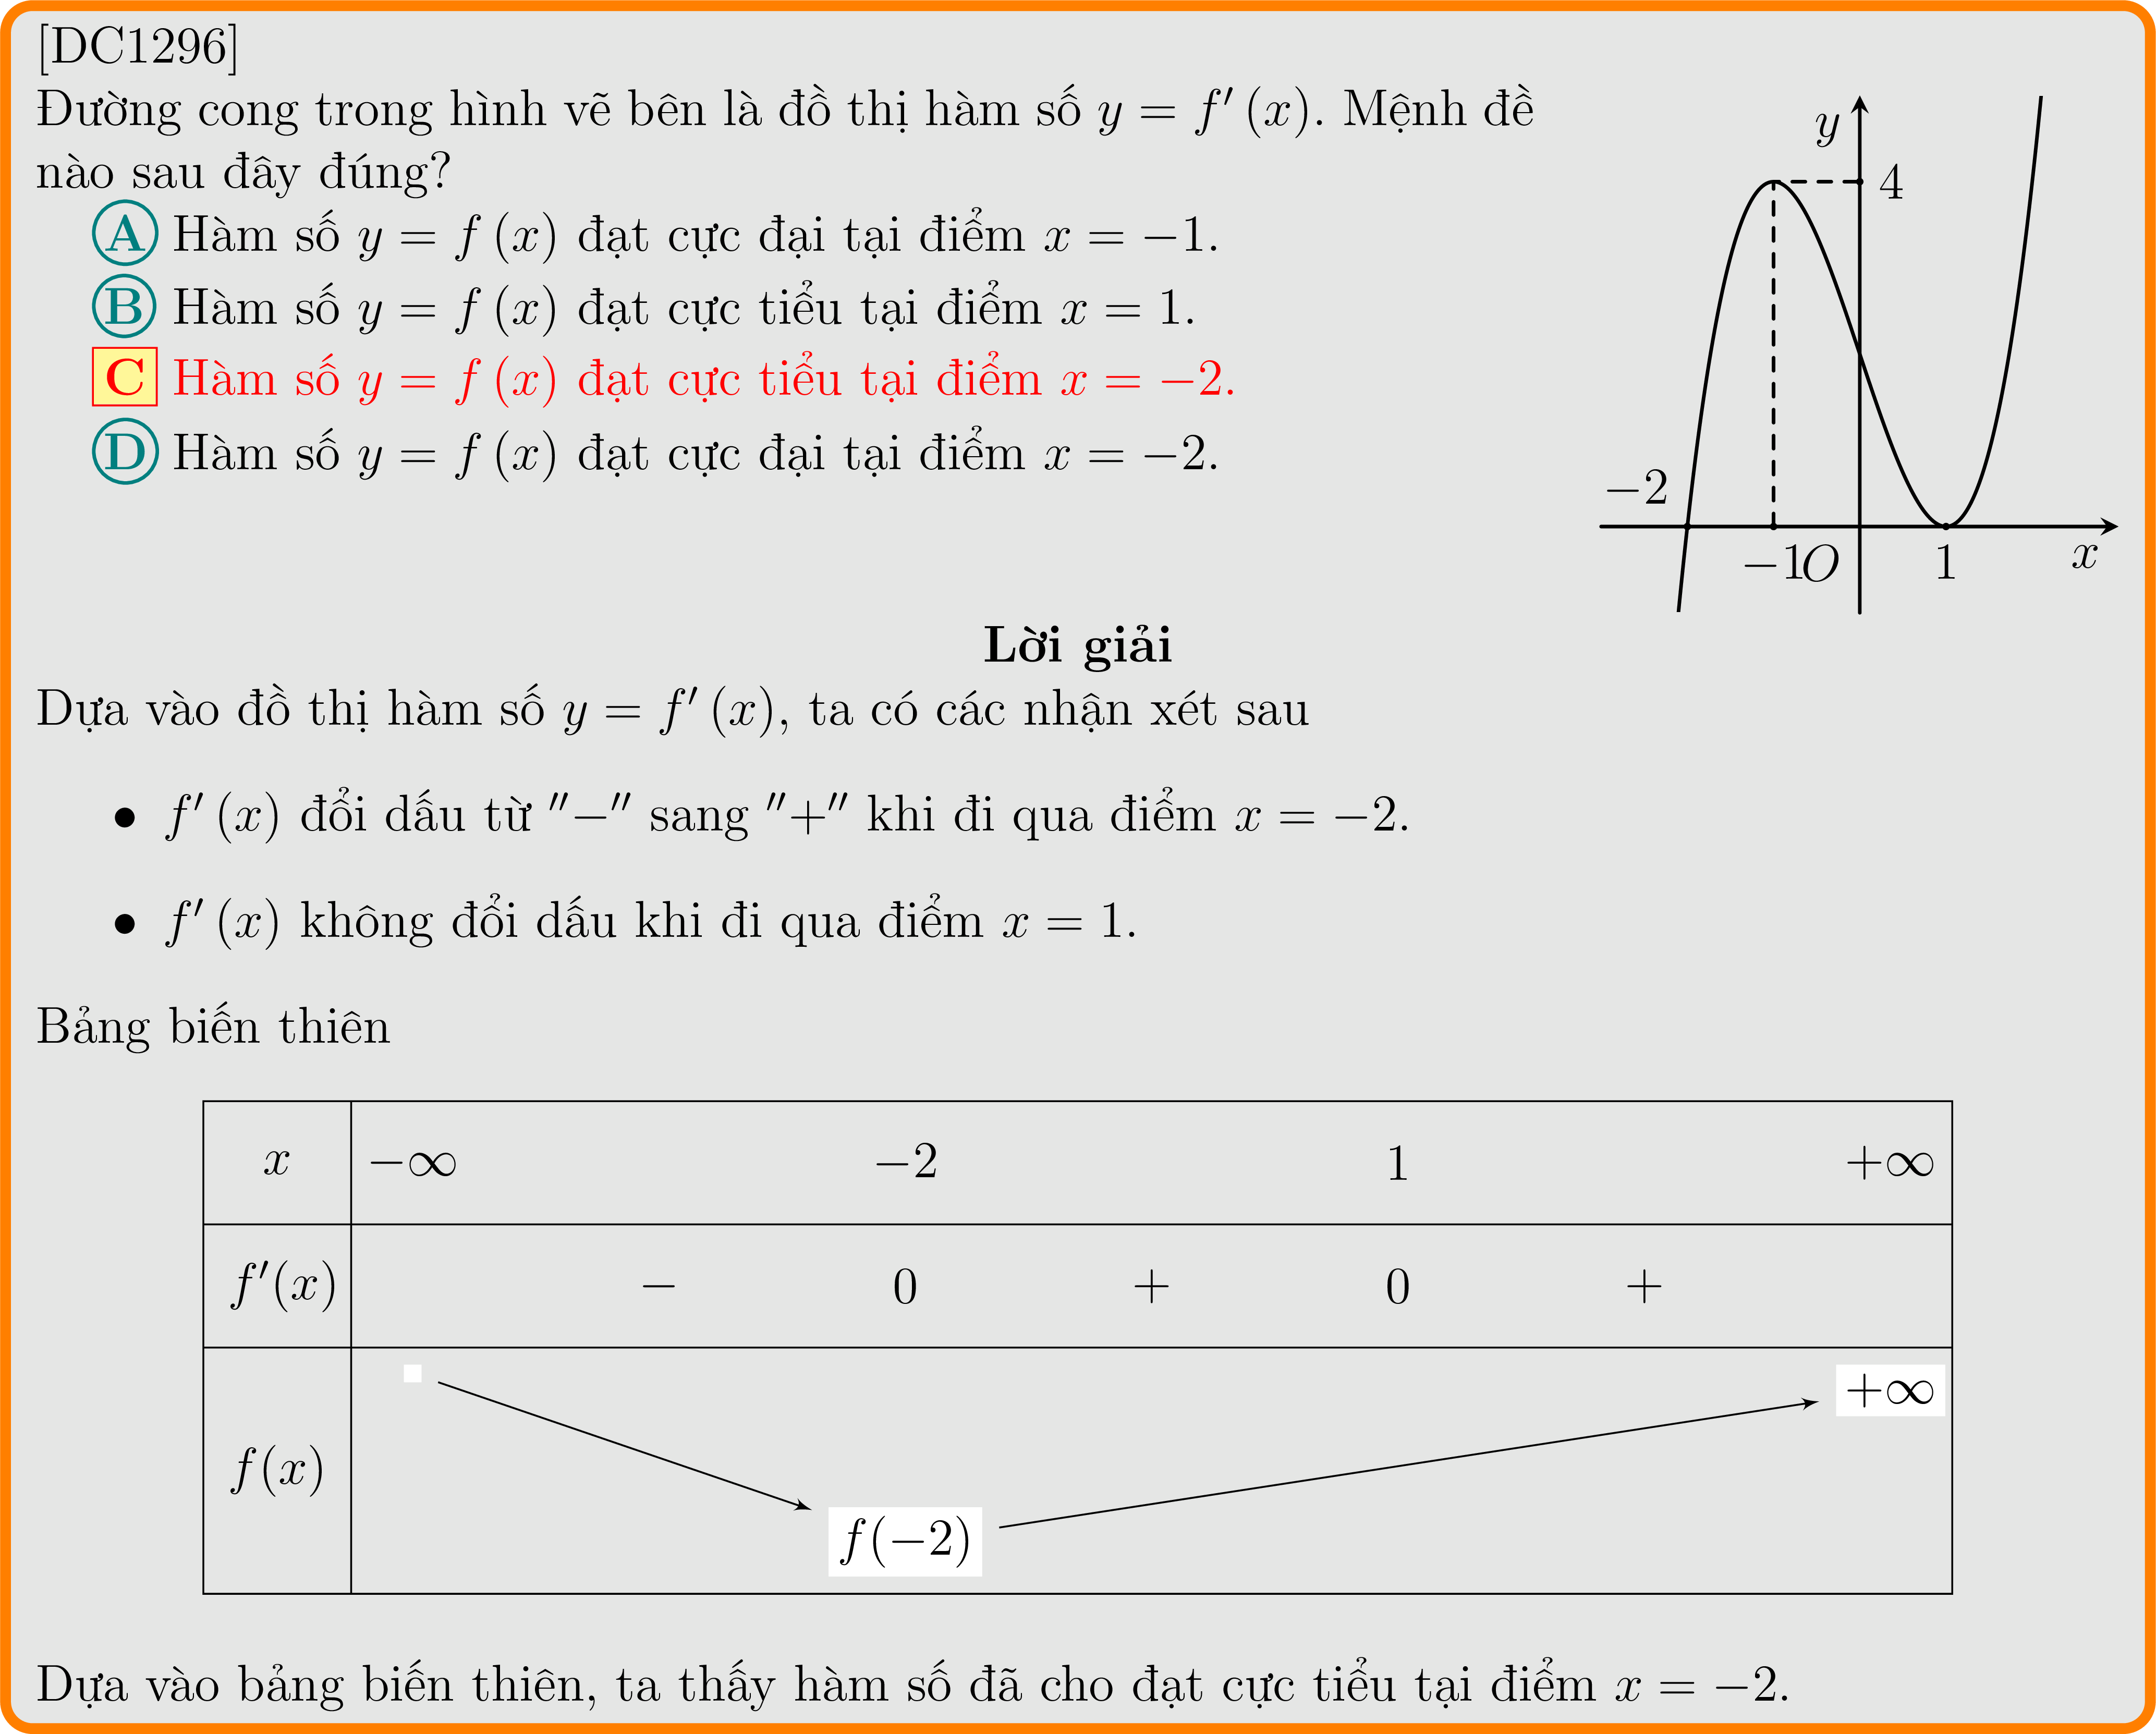 [DC1296]
Đường cong trong hình vẽ bên là đồ thị hàm số y = f′ (x). Mệnh đề
nào sau đây đúng?
A Hàm số y = f (x) đạt cực đại tại điểm x = −1.
B Hàm số y = f (x) đạt cực tiểu tại điểm x = 1.
C Hàm số y = f (x) đạt cực tiểu tại điểm x = −2.
D Hàm số y = f (x) đạt cực đại tại điểm x = −2.
y
4
−2
−1 O 1 x
Lời giải
Dựa vào đồ thị hàm số y = f′ (x), ta có các nhận xét sau
• f′ (x) đổi dấu từ ″−″ sang ″+″ khi đi qua điểm x = −2.
• f′ (x) không đổi dấu khi đi qua điểm x = 1.
Bảng biến thiên
x −∞ −2 1 +∞
f′(x) − 0 + 0 +
+∞
f(x)
f(−2)
Dựa vào bảng biến thiên, ta thấy hàm số đã cho đạt cực tiểu tại điểm x = −2.